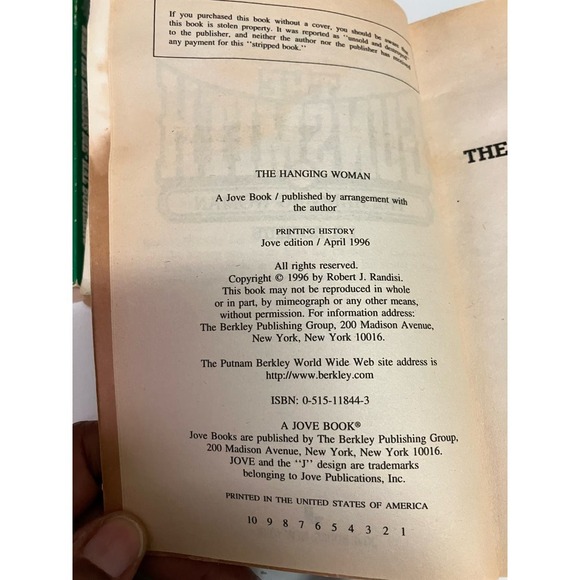 If you purchased this book without a cover, you should be aware that
this book is stolen property. It was reported as "unsold and destroyed"
to the publisher, and neither the author nor the publisher has received
any payment for this "stripped book."
THE HANGING WOMAN
A Jove Book / published by arrangement with
the author
PRINTING HISTORY
Jove edition / April 1996
All rights reserved.
Copyright © 1996 by Robert J. Randisi.
This book may not be reproduced in whole
or in part, by mimeograph or any other means,
without permission. For information address:
The Berkley Publishing Group, 200 Madison Avenue,
New York, New York 10016.
The Putnam Berkley World Wide Web site address is
http://www.berkley.com
ISBN: 0-515-11844-3
A JOVE BOOK®
Jove Books are published by The Berkley Publishing Group,
200 Madison Avenue, New York, New York 10016.
JOVE and the "J" design are trademarks
belonging to Jove Publications, Inc.
PRINTED IN THE UNITED STATES OF AMERICA
10 9 8 7 6 5 4 3 2 1
THE